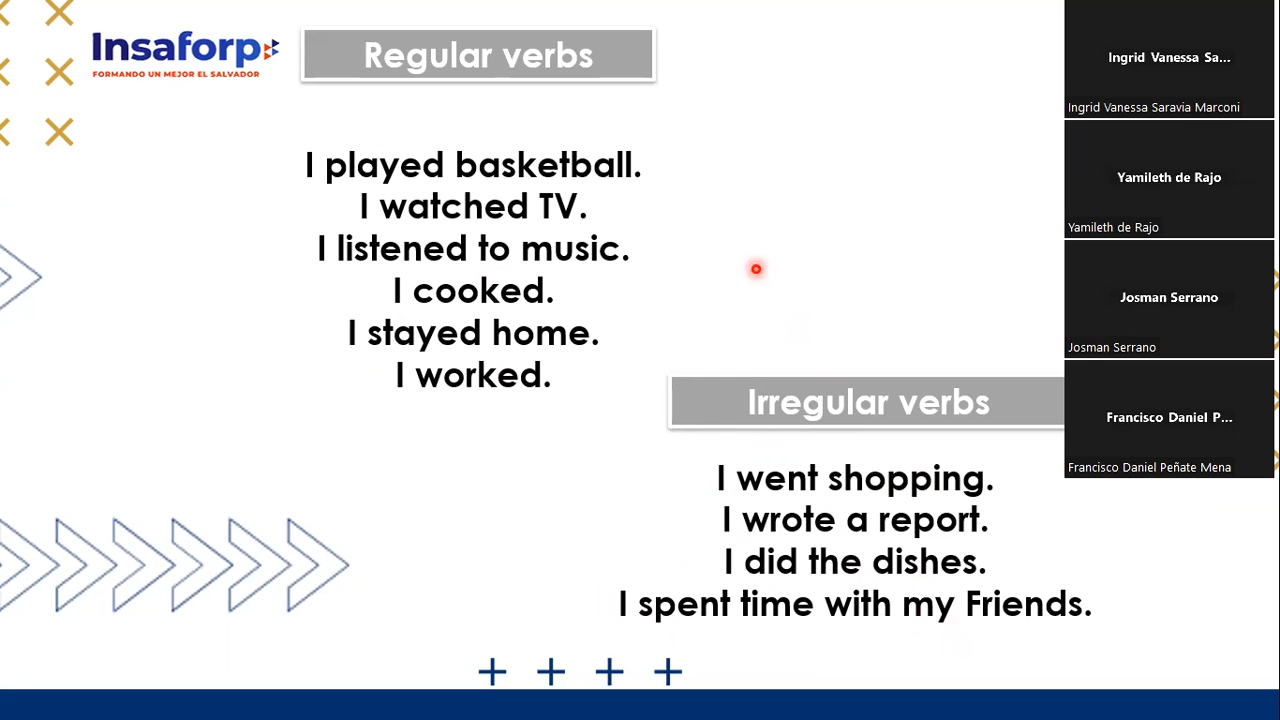 Insaforp
FORMANDO UN MEJOR EL SALVADOR
Regular verbs
I played basketball.
I watched TV.
I listened to music.
I cooked.
I stayed home.
I worked.
Irregular verbs
I went shopping.
I wrote a report.
I did the dishes.
I spent time with my Friends.
Ingrid Vanessa Sa...
Ingrid Vanessa Saravia Marconi
Yamileth de Rajo
Yamileth de Rajo
Josman Serrano
Josman Serrano
Francisco Daniel P...
Francisco Daniel Peñate Mena